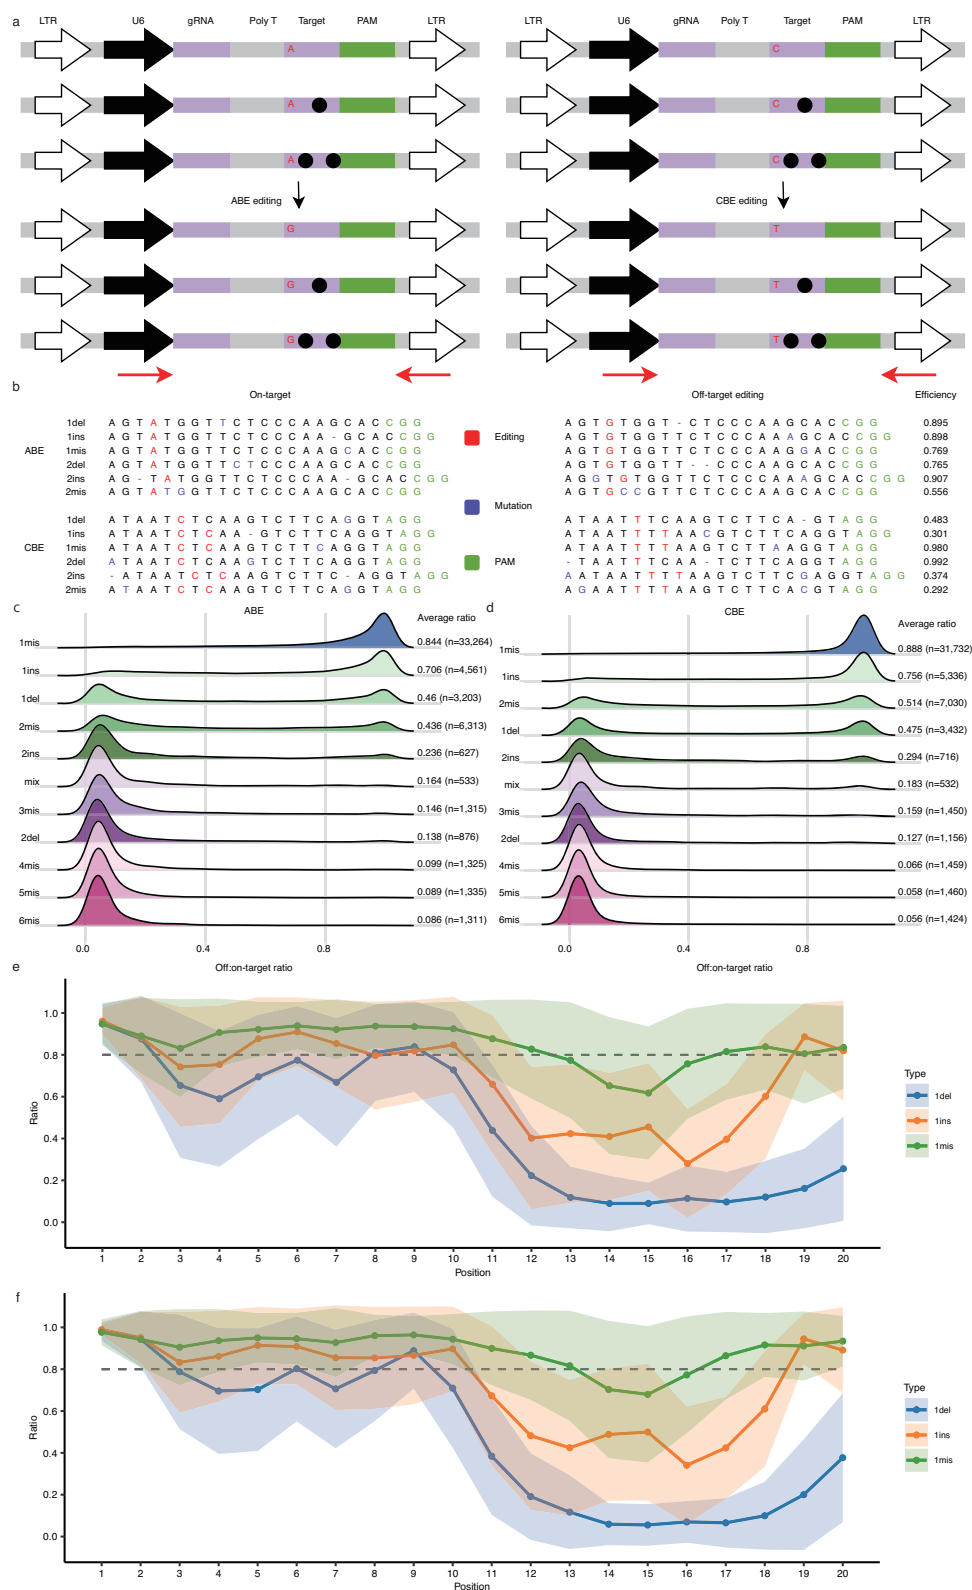 a
LTR U6 gRNA Poly T Target PAM LTR
LTR U6 gRNA Poly T Target PAM LTR
A
C
A
C
A
C
ABE editing
CBE editing
G
T
G
T
G
T
b
On-target
Off-target editing
Efficiency
ABE
1del A G T A T G G T T C T C C C A A G C A C C G G
1ins A G T A T G G T T C T C C C A A - G C A C C G G
1mis A G T A T G G T T C T C C C A A G C A C C G G
2del A G T A T G G T T C T C C C A A G C A C C G G
2ins A G - T A T G G T T C T C C C A A - G C A C C G G
2mis A G T A T G G T T C T C C C A A G C A C C G G
Editing
Mutation
PAM
A G T G T G G T - C T C C C A A G C A C C G G 0.895
A G T G T G G T T C T C C C A A A G C A C C G G 0.898
A G T G T G G T T C T C C C A A G G A C C G G 0.769
A G T G T G G T T - - C C C A A G C A C C G G 0.765
A G G T G T G G T T C T C C C A A A G C A C C G G 0.907
A G T G C C G T T C T C C C A A G C A C C G G 0.556
CBE
1del A T A A T C T C A A G T C T T C A G G T A G G
1ins A T A A T C T C A A - G T C T T C A G G T A G G
1mis A T A A T C T C A A G T C T T C A G G T A G G
2del A T A A T C T C A A G T C T T C A G G T A G G
2ins - A T A A T C T C A A G T C T T C - A G G T A G G
2mis A T A A T C T C A A G T C T T C A G G T A G G
A T A A T T T C A A G T C T T C A - G T A G G 0.483
A T A A T T T T A A C G T C T T C A G G T A G G 0.301
A T A A T T T T A A G T C T T A A G G T A G G 0.980
- T A A T T T C A A - T C T T C A G G T A G G 0.992
A A T A A T T T T A A G T C T T C G A G G T A G G 0.374
A G A A T T T T A A G T C T T C A C G T A G G 0.292
c
ABE
Average ratio
1mis 0.844 (n=33,264)
1ins 0.706 (n=4,561)
1del 0.46 (n=3,203)
2mis 0.436 (n=6,313)
2ins 0.236 (n=627)
mix 0.164 (n=533)
3mis 0.146 (n=1,315)
2del 0.138 (n=876)
4mis 0.099 (n=1,325)
5mis 0.089 (n=1,335)
6mis 0.086 (n=1,311)
0.0 0.4 0.8
Off:on-target ratio
d
CBE
Average ratio
1mis 0.888 (n=31,732)
1ins 0.756 (n=5,336)
2mis 0.514 (n=7,030)
1del 0.475 (n=3,432)
2ins 0.294 (n=716)
mix 0.183 (n=532)
3mis 0.159 (n=1,450)
2del 0.127 (n=1,156)
4mis 0.066 (n=1,459)
5mis 0.058 (n=1,460)
6mis 0.056 (n=1,424)
0.0 0.4 0.8
Off:on-target ratio
e
Ratio
1.0
0.8
0.6
0.4
0.2
0.0
1 2 3 4 5 6 7 8 9 10 11 12 13 14 15 16 17 18 19 20
Position
Type
1del
1ins
1mis
f
Ratio
1.0
0.8
0.6
0.4
0.2
0.0
1 2 3 4 5 6 7 8 9 10 11 12 13 14 15 16 17 18 19 20
Position
Type
1del
1ins
1mis